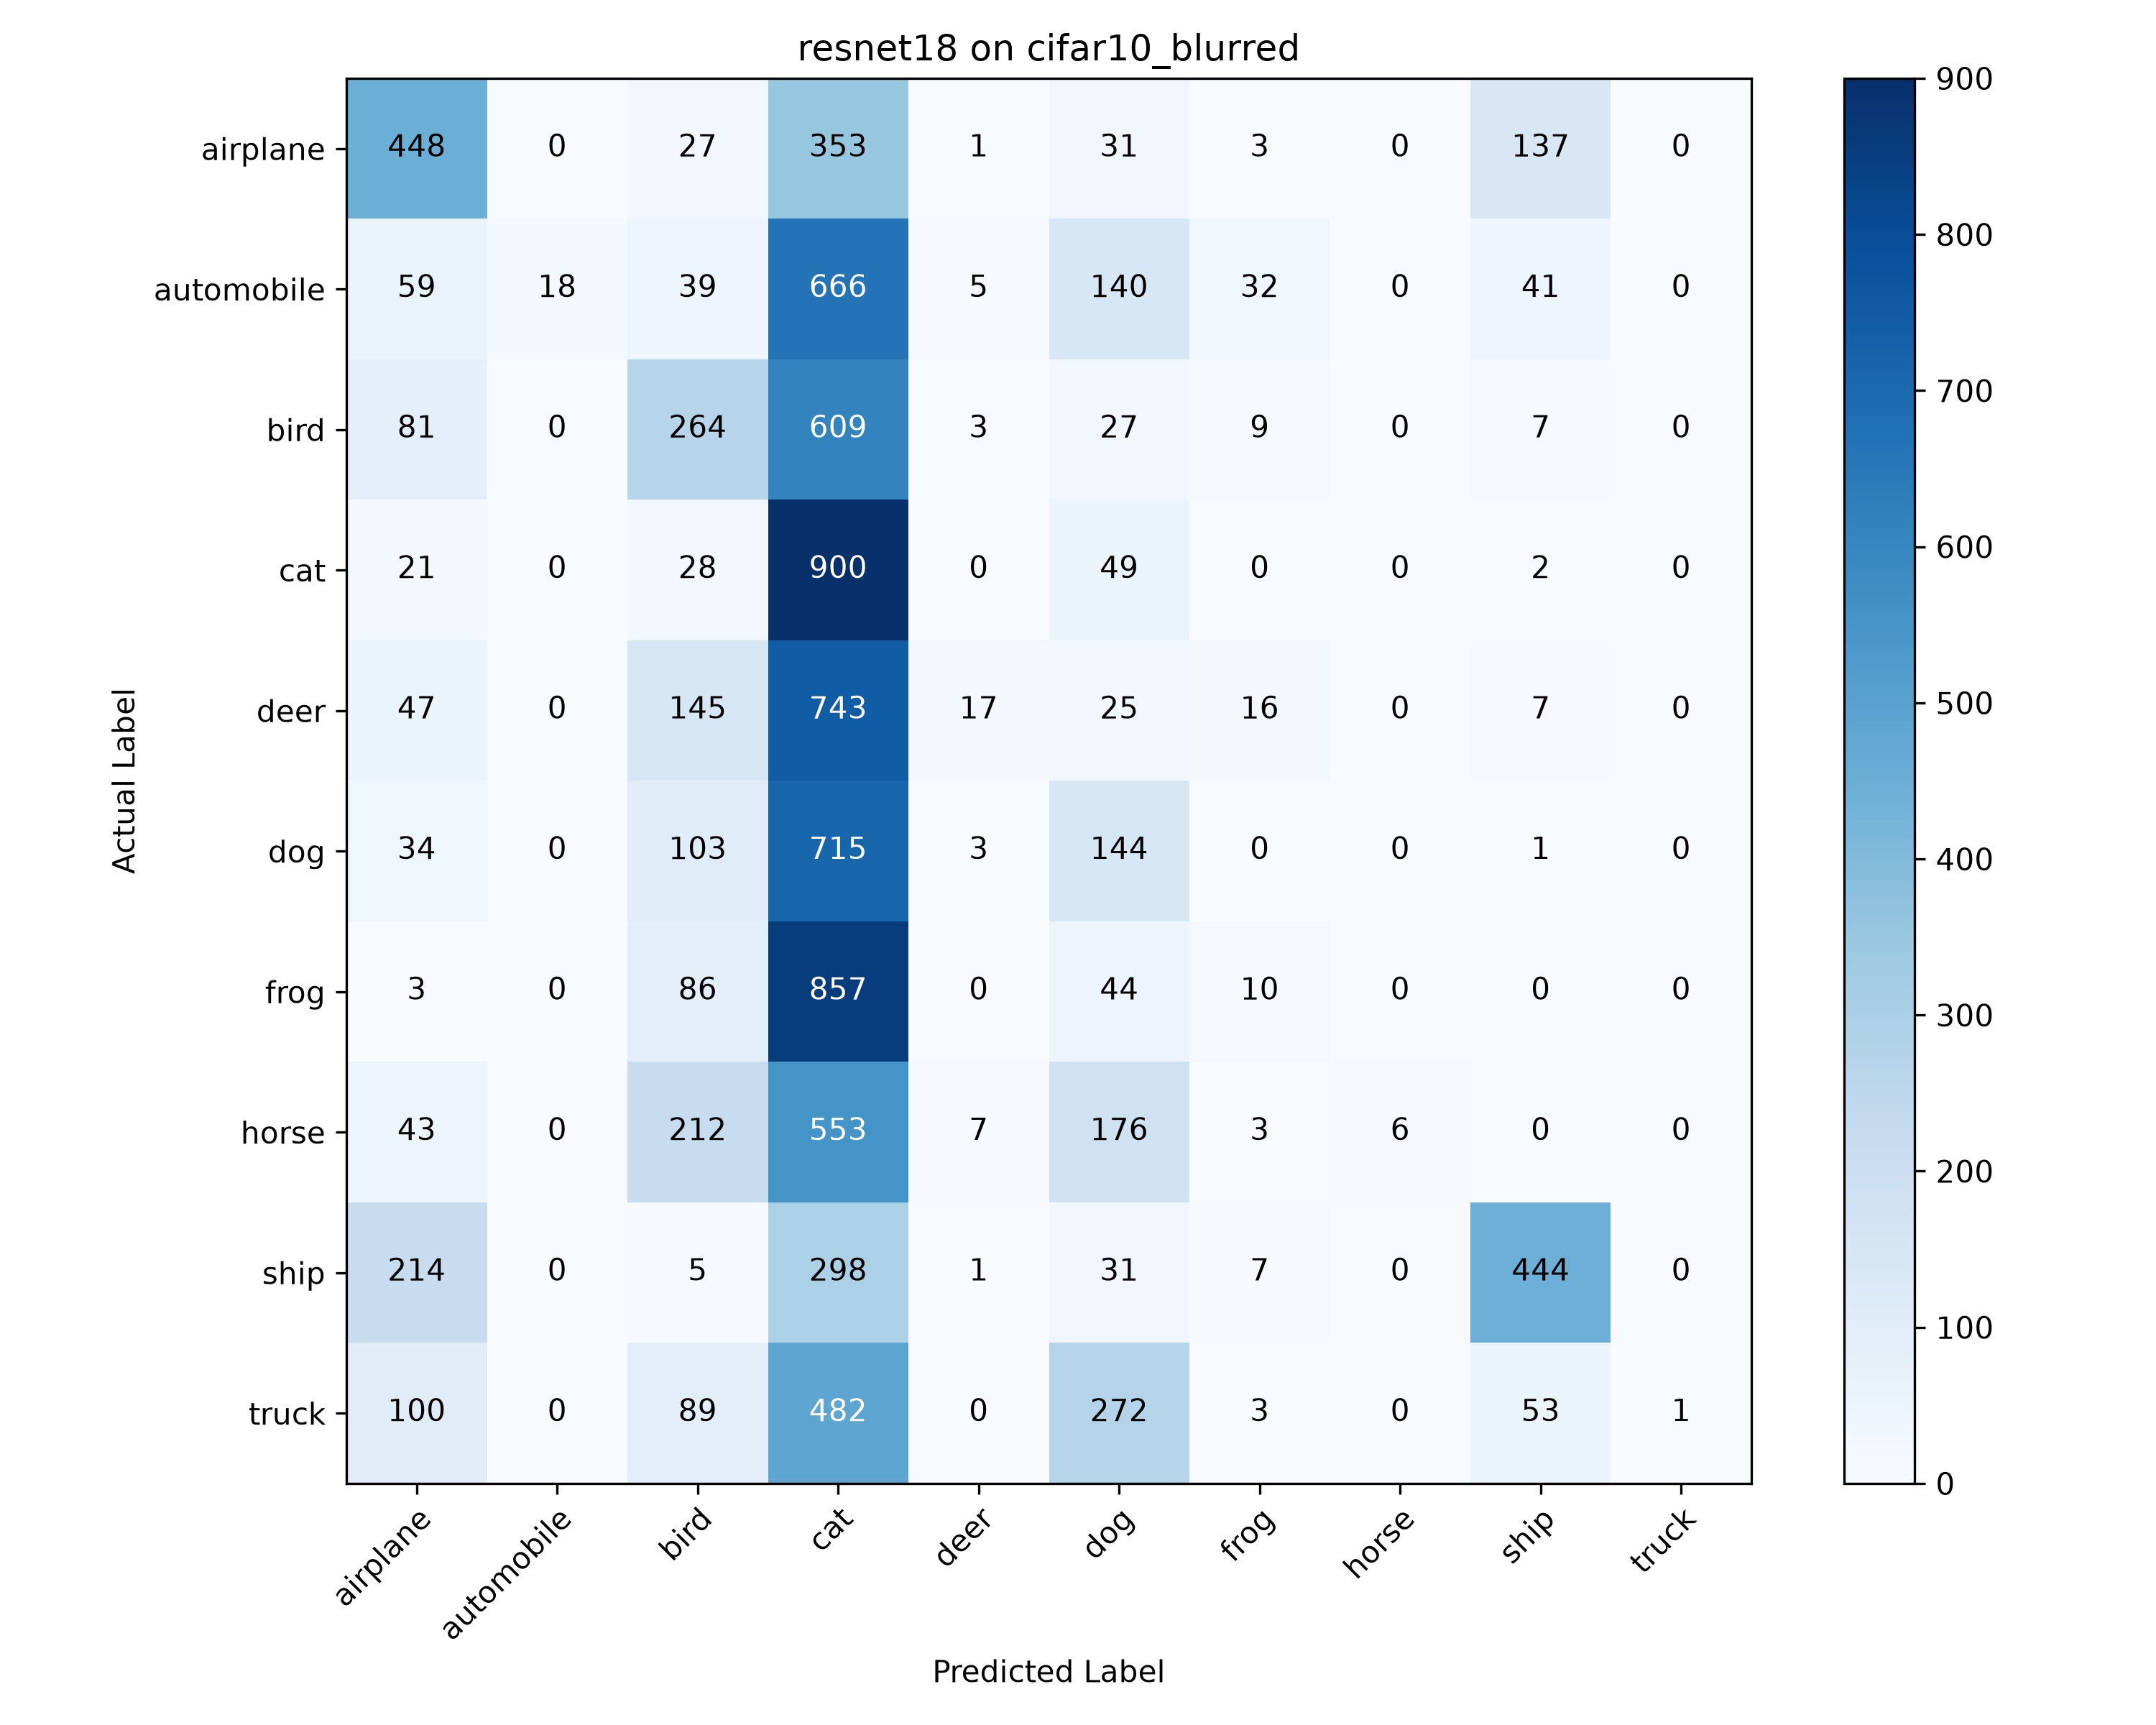 resnet18 on cifar10_blurred
airplane 448 0 27 353 1 31 3 0 137 0
automobile 59 18 39 666 5 140 32 0 41 0
bird 81 0 264 609 3 27 9 0 7 0
cat 21 0 28 900 0 49 0 0 2 0
deer 47 0 145 743 17 25 16 0 7 0
dog 34 0 103 715 3 144 0 0 1 0
frog 3 0 86 857 0 44 10 0 0 0
horse 43 0 212 553 7 176 3 6 0 0
ship 214 0 5 298 1 31 7 0 444 0
truck 100 0 89 482 0 272 3 0 53 1
airplane automobile bird cat deer dog frog horse ship truck
Predicted Label
Actual Label
900
800
700
600
500
400
300
200
100
0